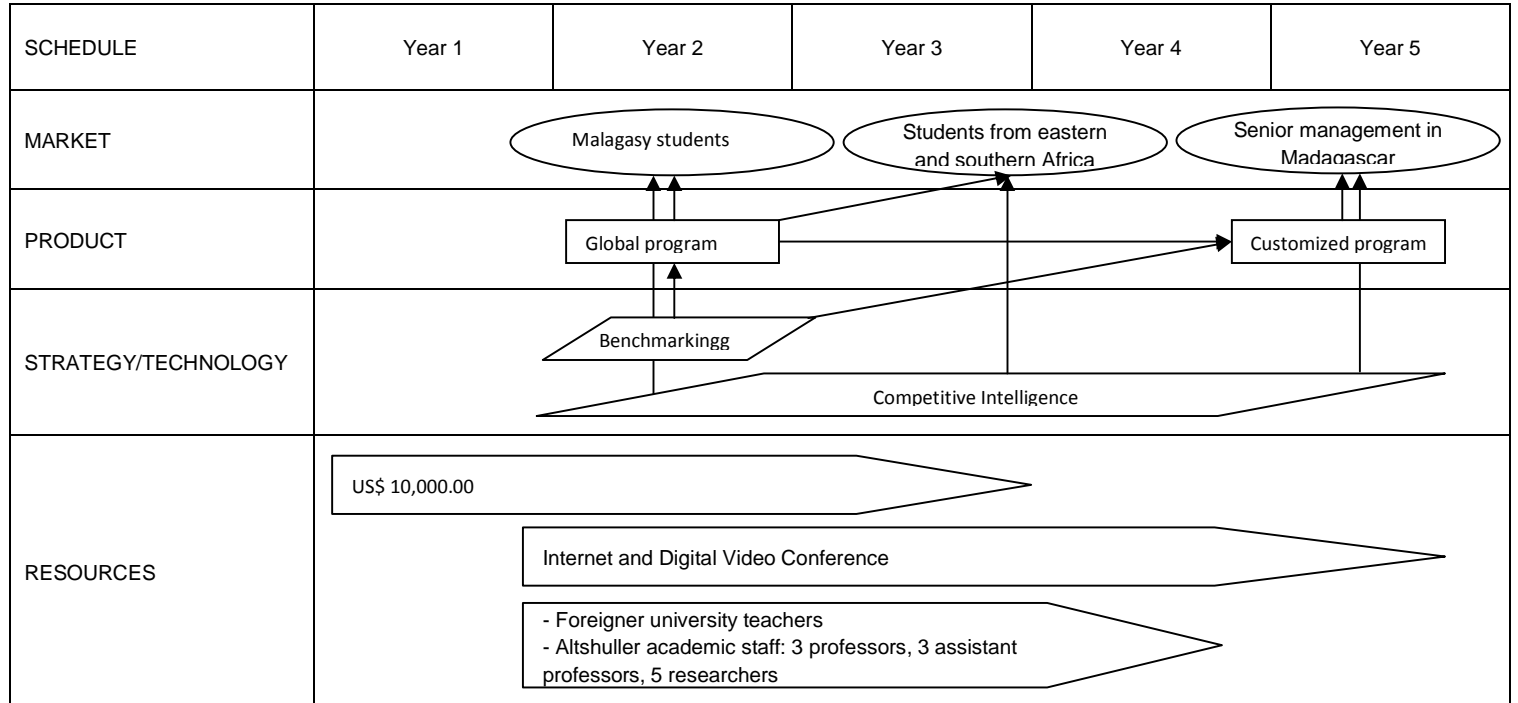 SCHEDULE
Year 1
Year 2
Year 3
Year 4
Year 5
MARKET
Malagasy students
Students from eastern
and southern Africa
Senior management in
Madagascar
PRODUCT
Global program
Customized program
STRATEGY/TECHNOLOGY
Benchmarkingg
Competitive Intelligence
RESOURCES
US$ 10,000.00
Internet and Digital Video Conference
- Foreigner university teachers
- Altshuller academic staff: 3 professors, 3 assistant
professors, 5 researchers